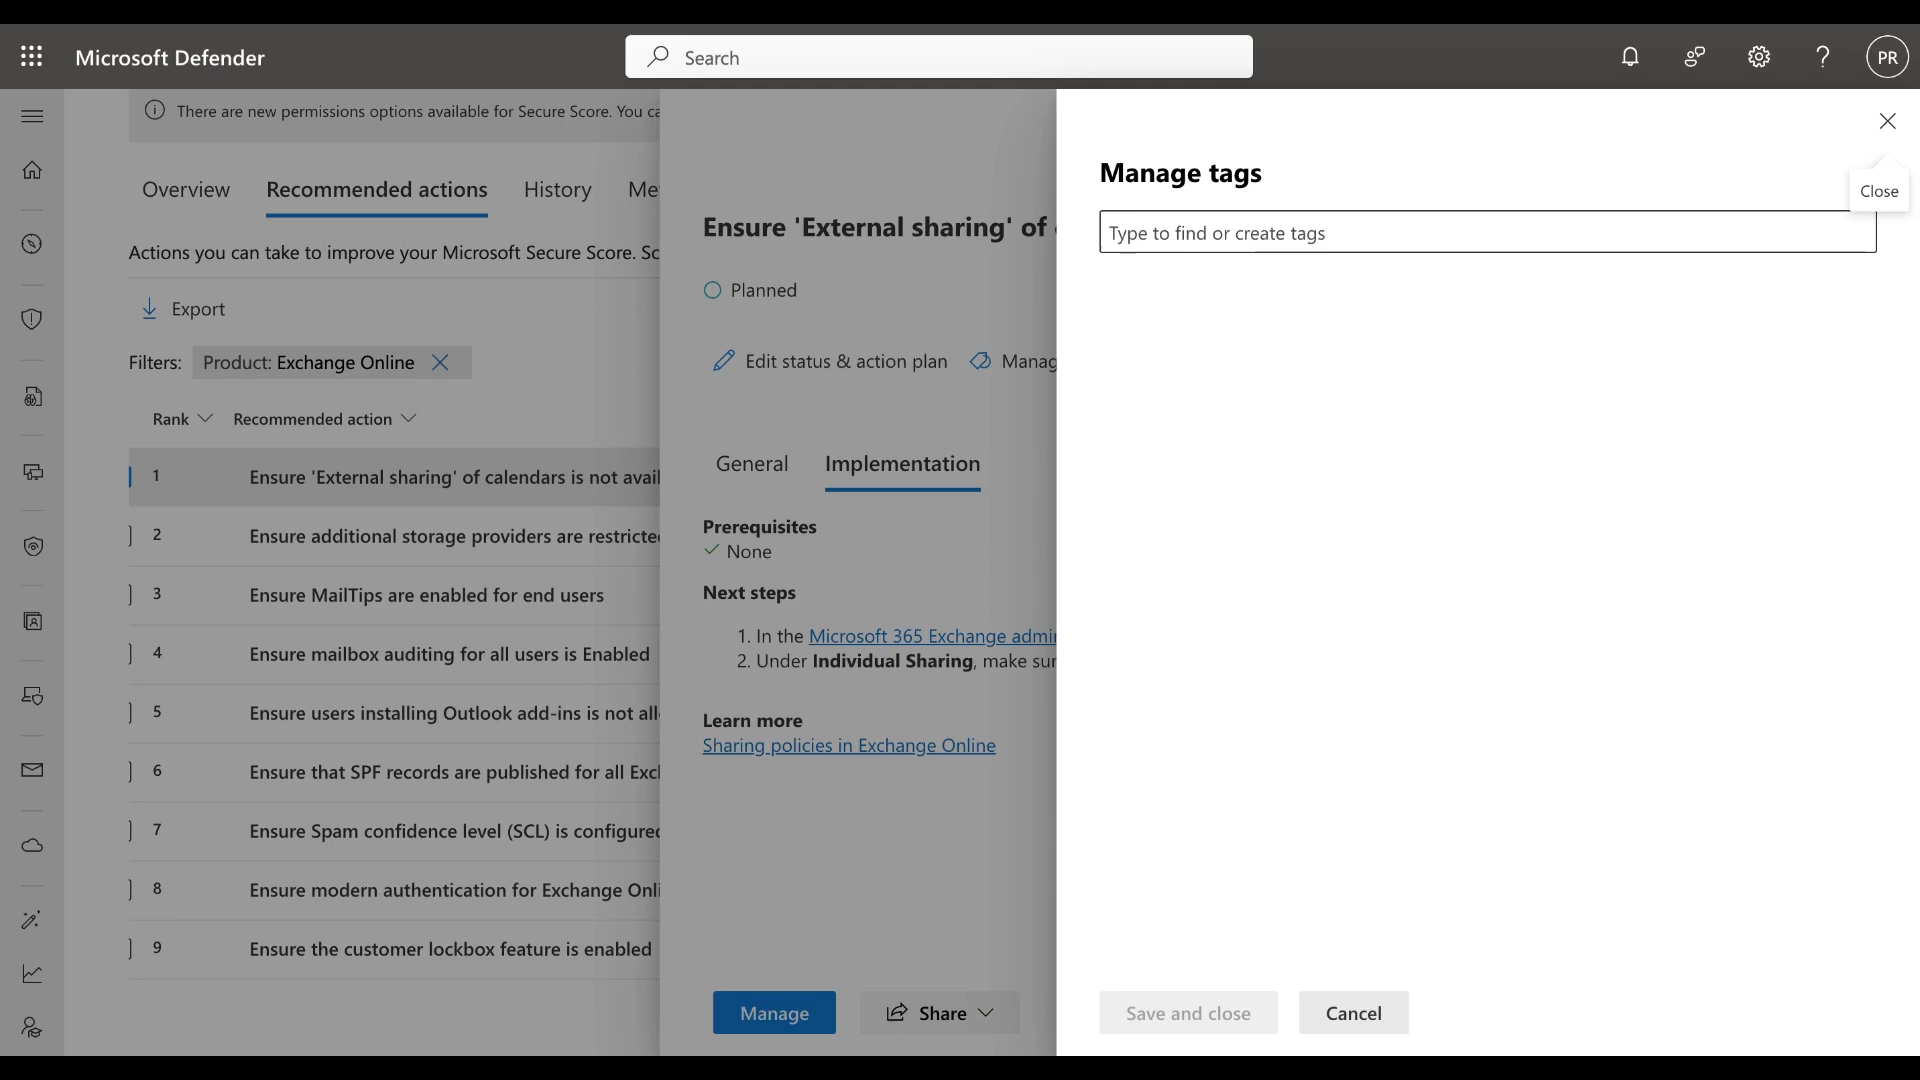 Microsoft Defender
Search
PR
There are new permissions options available for Secure Score. You ca
Overview
Recommended actions
History
Me
Actions you can take to improve your Microsoft Secure Score. Sc
Export
Filters: Product: Exchange Online
Rank
Recommended action
1 Ensure 'External sharing' of calendars is not avail
2 Ensure additional storage providers are restricte
3 Ensure MailTips are enabled for end users
4 Ensure mailbox auditing for all users is Enabled
5 Ensure users installing Outlook add-ins is not all
6 Ensure that SPF records are published for all Exc
7 Ensure Spam confidence level (SCL) is configured
8 Ensure modern authentication for Exchange Onli
9 Ensure the customer lockbox feature is enabled
Ensure 'External sharing' of
Planned
Edit status & action plan
Manag
General
Implementation
Prerequisites
None
Next steps
1. In the Microsoft 365 Exchange admin
2. Under Individual Sharing, make sur
Learn more
Sharing policies in Exchange Online
Manage
Share
Manage tags
Close
Type to find or create tags
Save and close
Cancel